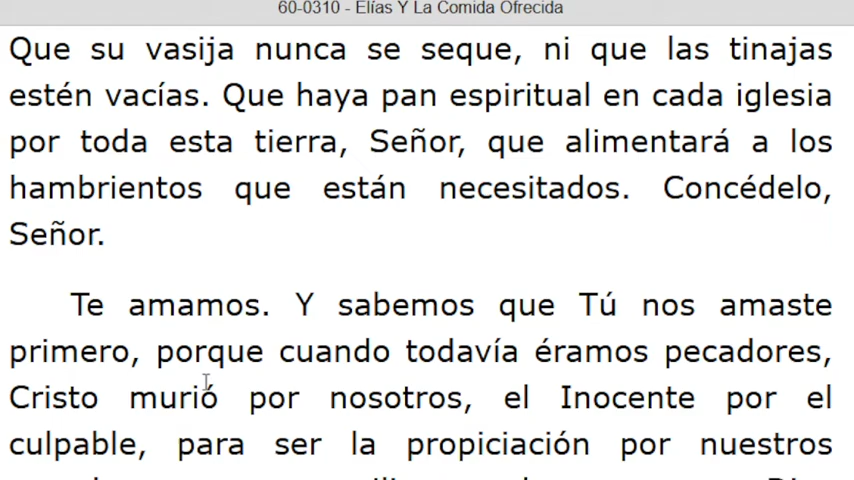 60-0310 - Elías Y La Comida Ofrecida
Que su vasija nunca se seque, ni que las tinajas
estén vacías. Que haya pan espiritual en cada iglesia
por toda esta tierra, Señor, que alimentará a los
hambrientos que están necesitados. Concédelo,
Señor.
Te amamos. Y sabemos que Tú nos amaste
primero, porque cuando todavía éramos pecadores,
Cristo murió por nosotros, el Inocente por el
culpable, para ser la propiciación por nuestros